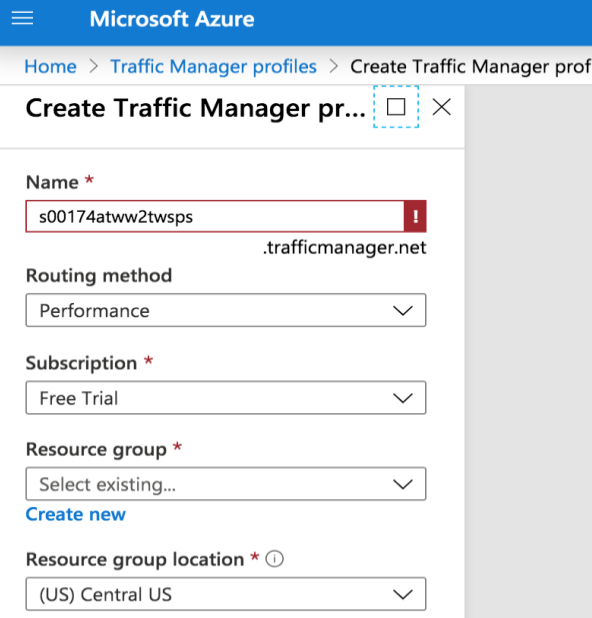 Microsoft Azure
Home > Traffic Manager profiles > Create Traffic Manager prof
Create Traffic Manager pr...
Name *
s00174atww2twsps
.trafficmanager.net
Routing method
Performance
Subscription *
Free Trial
Resource group *
Select existing...
Create new
Resource group location *
(US) Central US